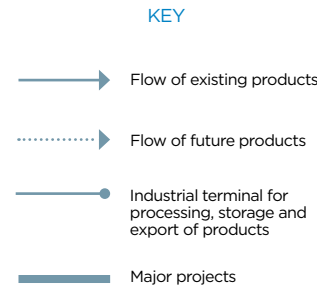 KEY
Flow of existing products
Flow of future products
Industrial terminal for
processing, storage and
export of products
Major projects